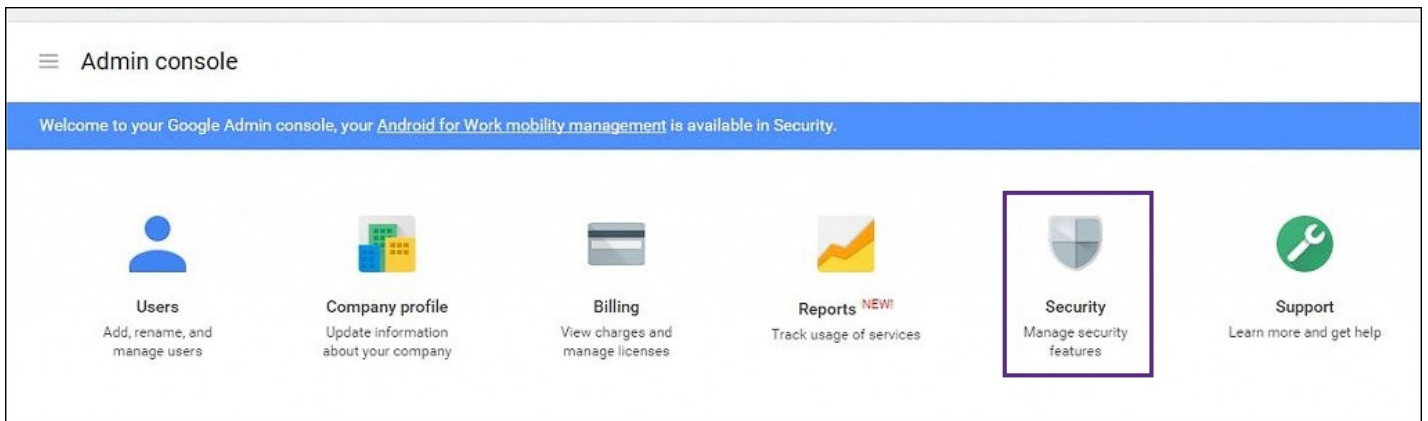 Admin console
Welcome to your Google Admin console, your Android for Work mobility management is available in Security.
Users
Add, rename, and
manage users
Company profile
Update information
about your company
Billing
View charges and
manage licenses
Reports NEW!
Track usage of services
Security
Manage security
features
Support
Learn more and get help